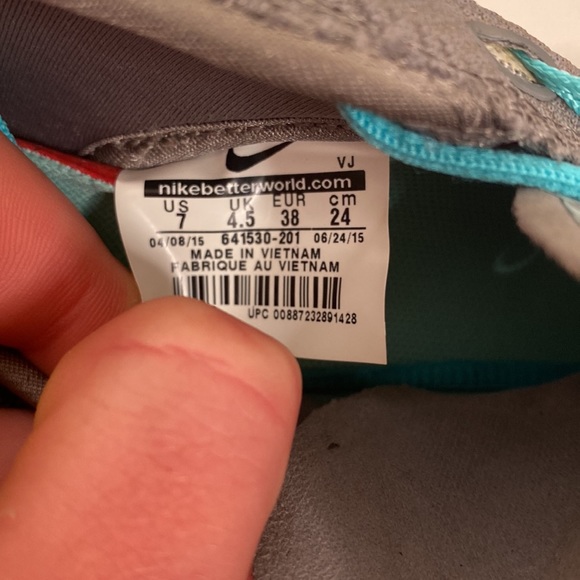 VJ
nikebetterworld.com
US UK EUR cm
7 4.5 38 24
04/08/15 641530-201 06/24/15
MADE IN VIETNAM
FABRIQUE AU VIETNAM
UPC 00887232891428